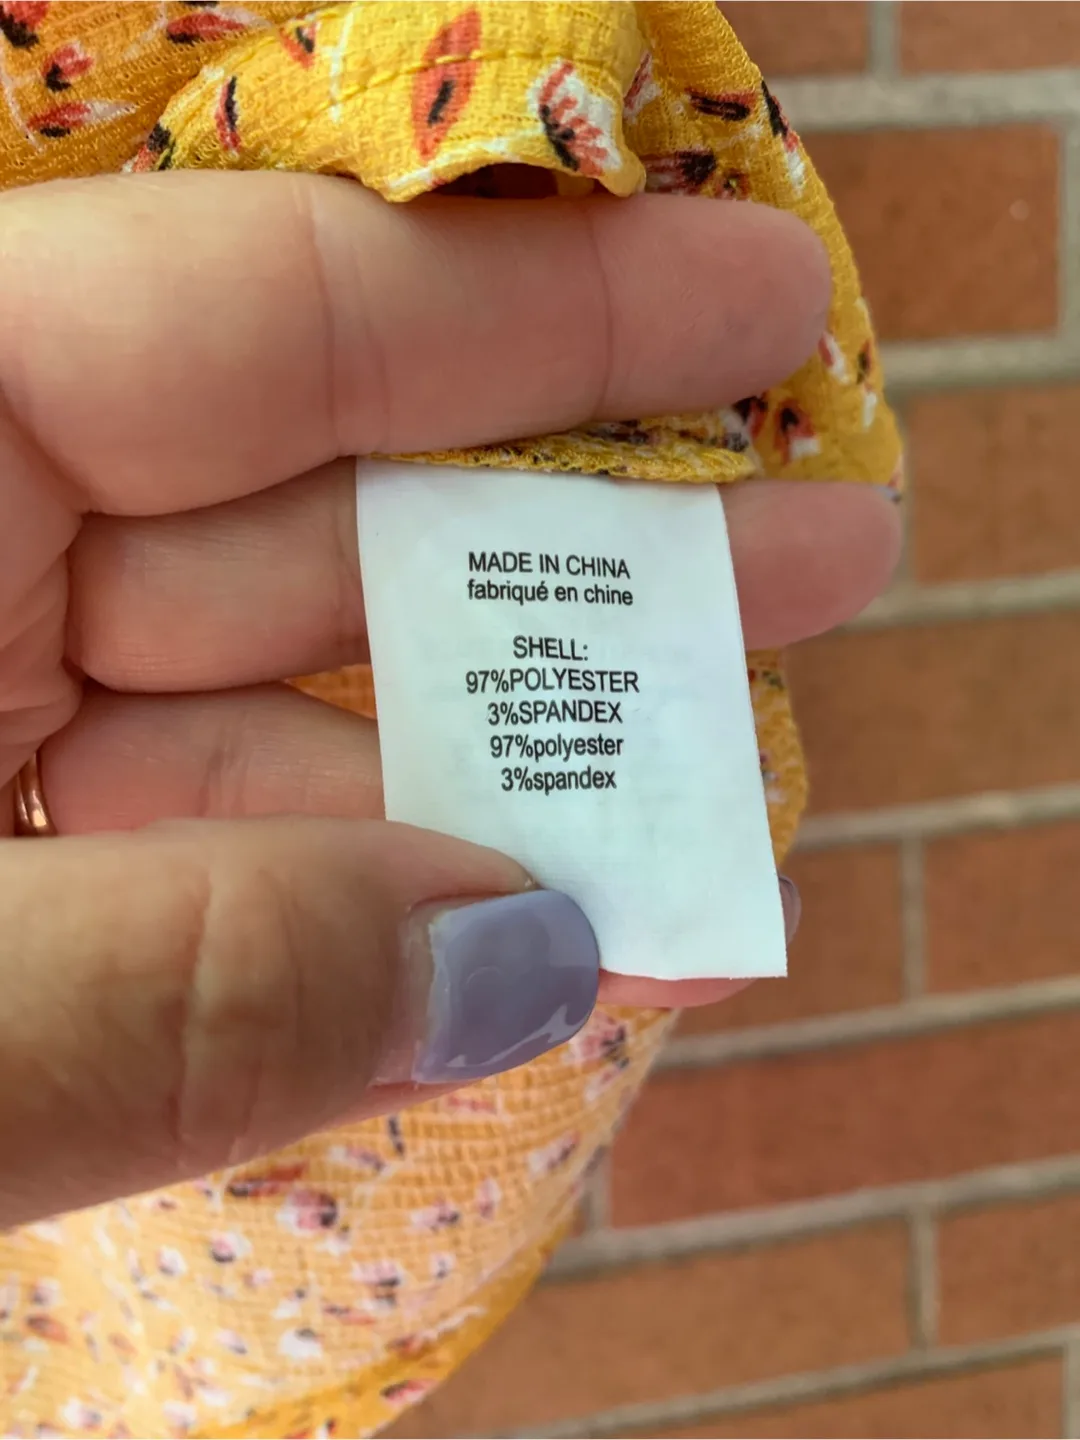 MADE IN CHINA
fabriqué en chine
SHELL:
97%POLYESTER
3%SPANDEX
97%polyester
3%spandex